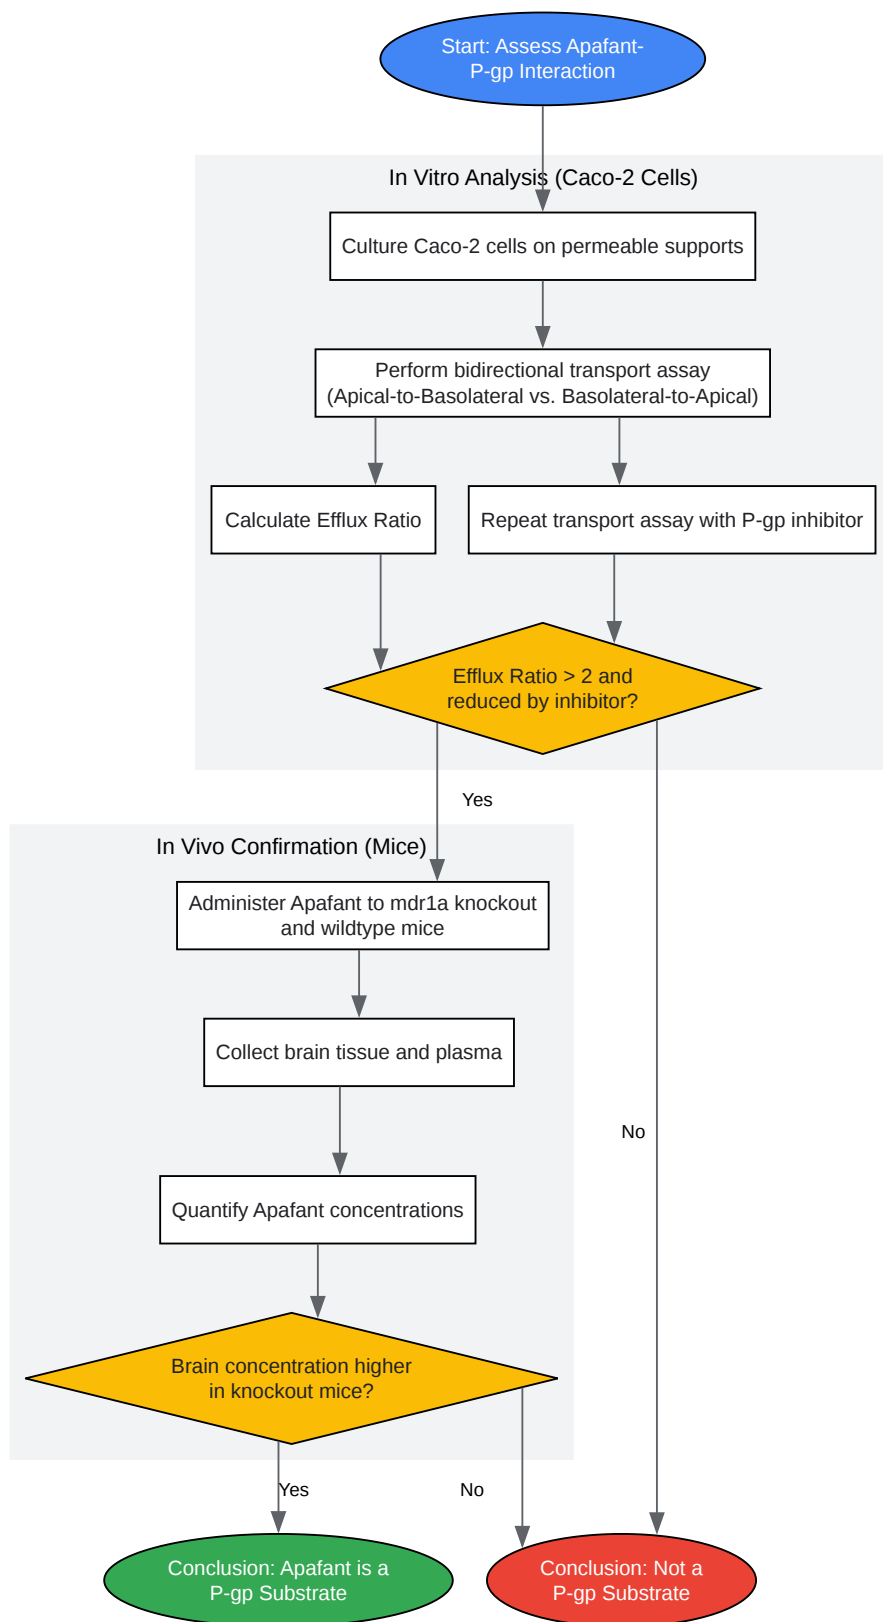 Start: Assess Apafant-
P-gp Interaction
In Vitro Analysis (Caco-2 Cells)
Culture Caco-2 cells on permeable supports
Perform bidirectional transport assay
(Apical-to-Basolateral vs. Basolateral-to-Apical)
Calculate Efflux Ratio
Repeat transport assay with P-gp inhibitor
Efflux Ratio > 2 and
reduced by inhibitor?
Yes
In Vivo Confirmation (Mice)
Administer Apafant to mdr1a knockout
and wildtype mice
Collect brain tissue and plasma
No
Quantify Apafant concentrations
Brain concentration higher
in knockout mice?
Yes
No
Conclusion: Apafant is a
P-gp Substrate
Conclusion: Not a
P-gp Substrate